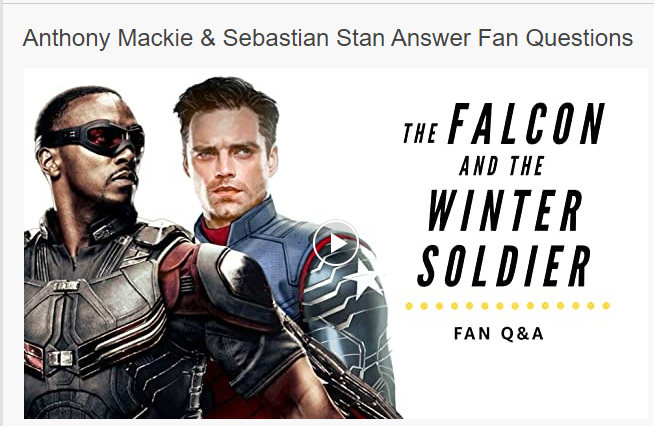 Anthony Mackie & Sebastian Stan Answer Fan Questions
THE FALCON
AND THE
WINTER
SOLDIER
FAN Q&A